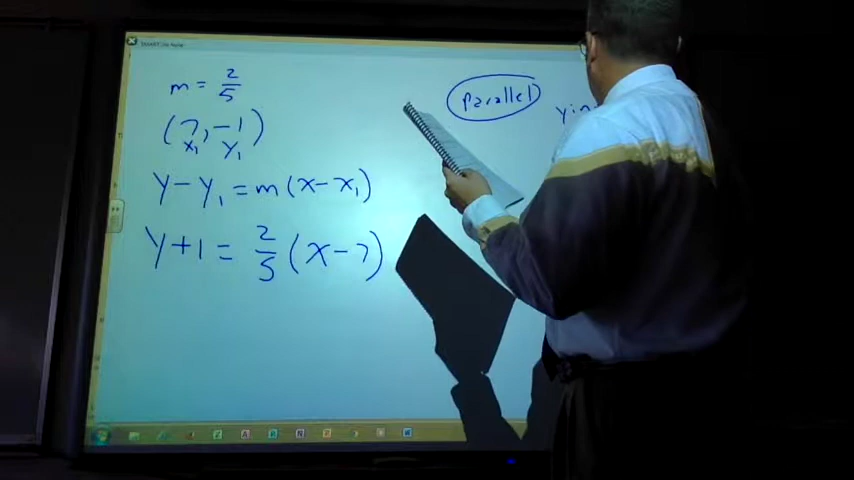 m = 2/5
(7, -1)
x₁ y₁
y - y₁ = m(x - x₁)
y + 1 = 2/5 (x - 7)
Parallel